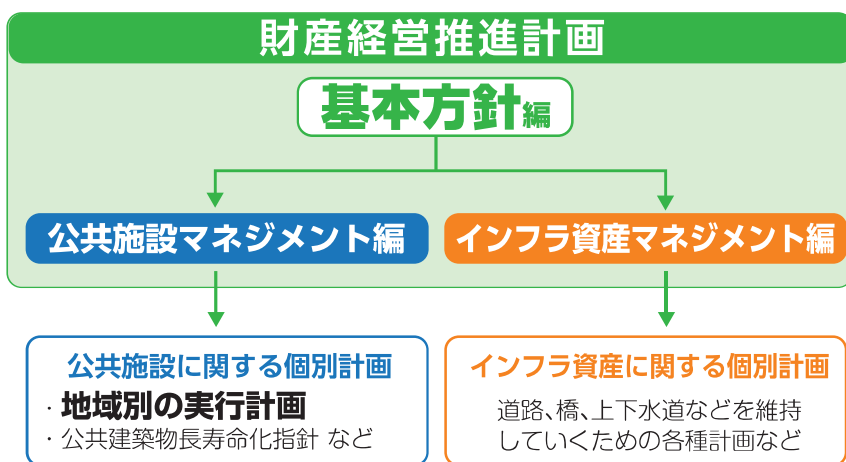 財産経営推進計画
基本方針編
公共施設マネジメント編
インフラ資産マネジメント編
公共施設に関する個別計画
・地域別の実行計画
・公共建築物長寿命化指針 など
インフラ資産に関する個別計画
道路、橋、上下水道などを維持
していくための各種計画など